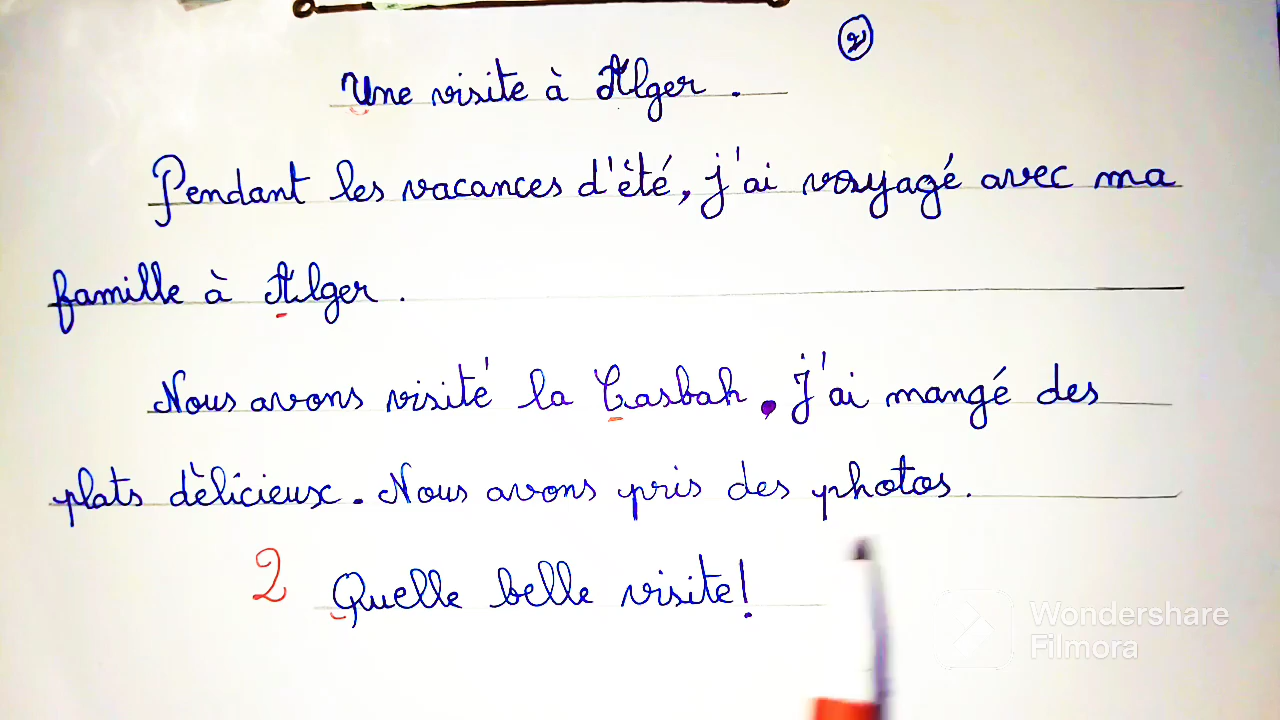 2
Une visite à Alger.
Pendant les vacances d'été, j'ai voyagé avec ma
famille à Alger.
Nous avons visité la Casbah. J'ai mangé des
plats dèlicieux. Nous avons pris des photos.
2 Quelle belle visite!
Wondershare
Filmora